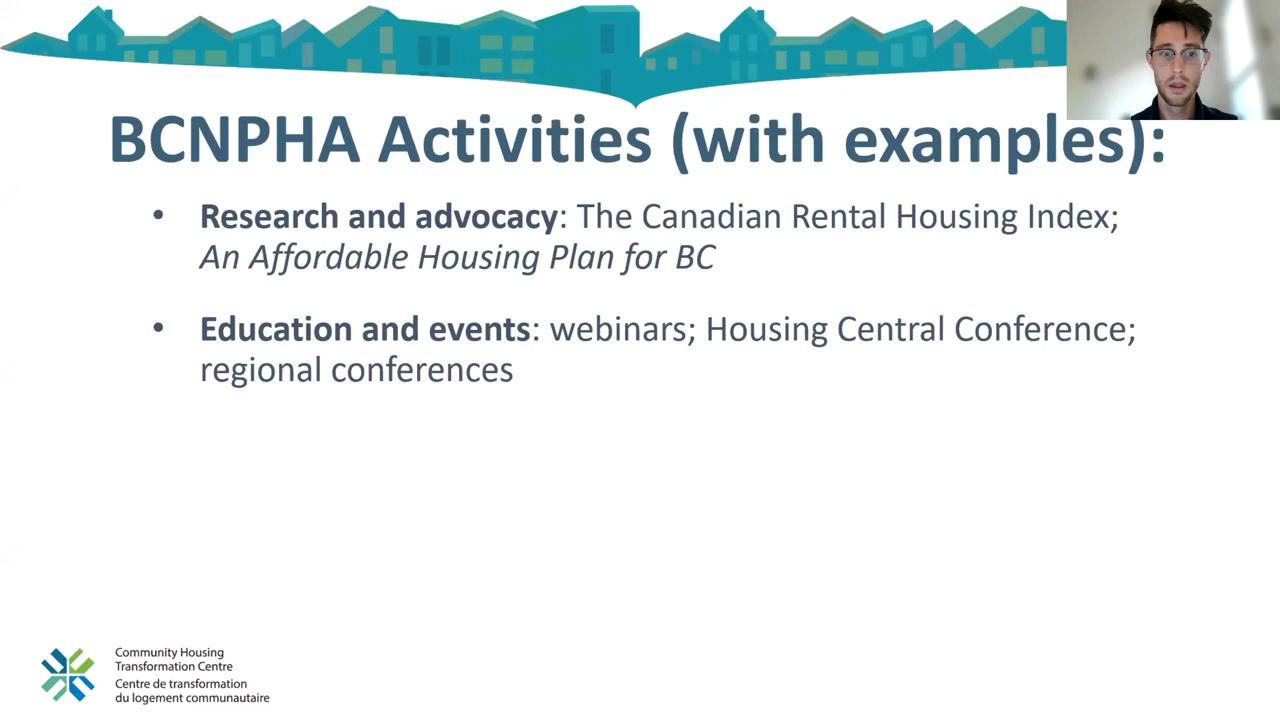 BCNPHA Activities (with examples):
• Research and advocacy: The Canadian Rental Housing Index;
An Affordable Housing Plan for BC
• Education and events: webinars; Housing Central Conference;
regional conferences
Community Housing
Transformation Centre
Centre de transformation
du logement communautaire